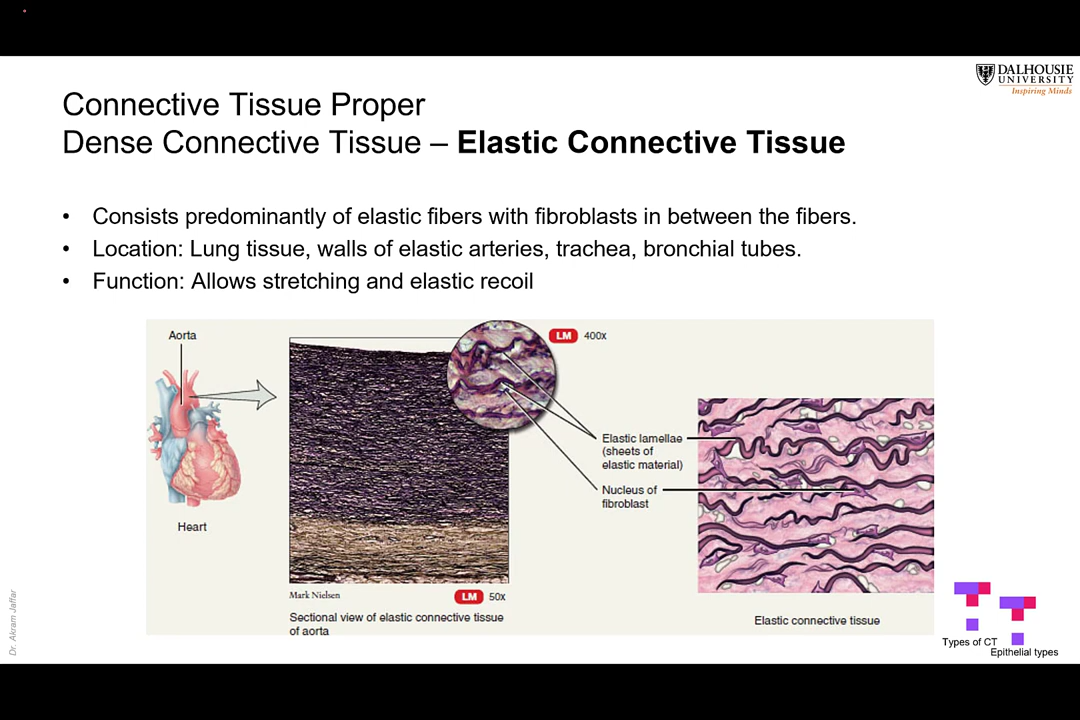 DALHOUSIE
UNIVERSITY
Inspiring Minds
Connective Tissue Proper
Dense Connective Tissue – Elastic Connective Tissue
• Consists predominantly of elastic fibers with fibroblasts in between the fibers.
• Location: Lung tissue, walls of elastic arteries, trachea, bronchial tubes.
• Function: Allows stretching and elastic recoil
Aorta
Heart
LM 400x
Elastic lamellae
(sheets of
elastic material)
Nucleus of
fibroblast
Mark Nielsen
LM 50x
Sectional view of elastic connective tissue
of aorta
Elastic connective tissue
Types of CT
Epithelial types
Dr. Akram Jaffar